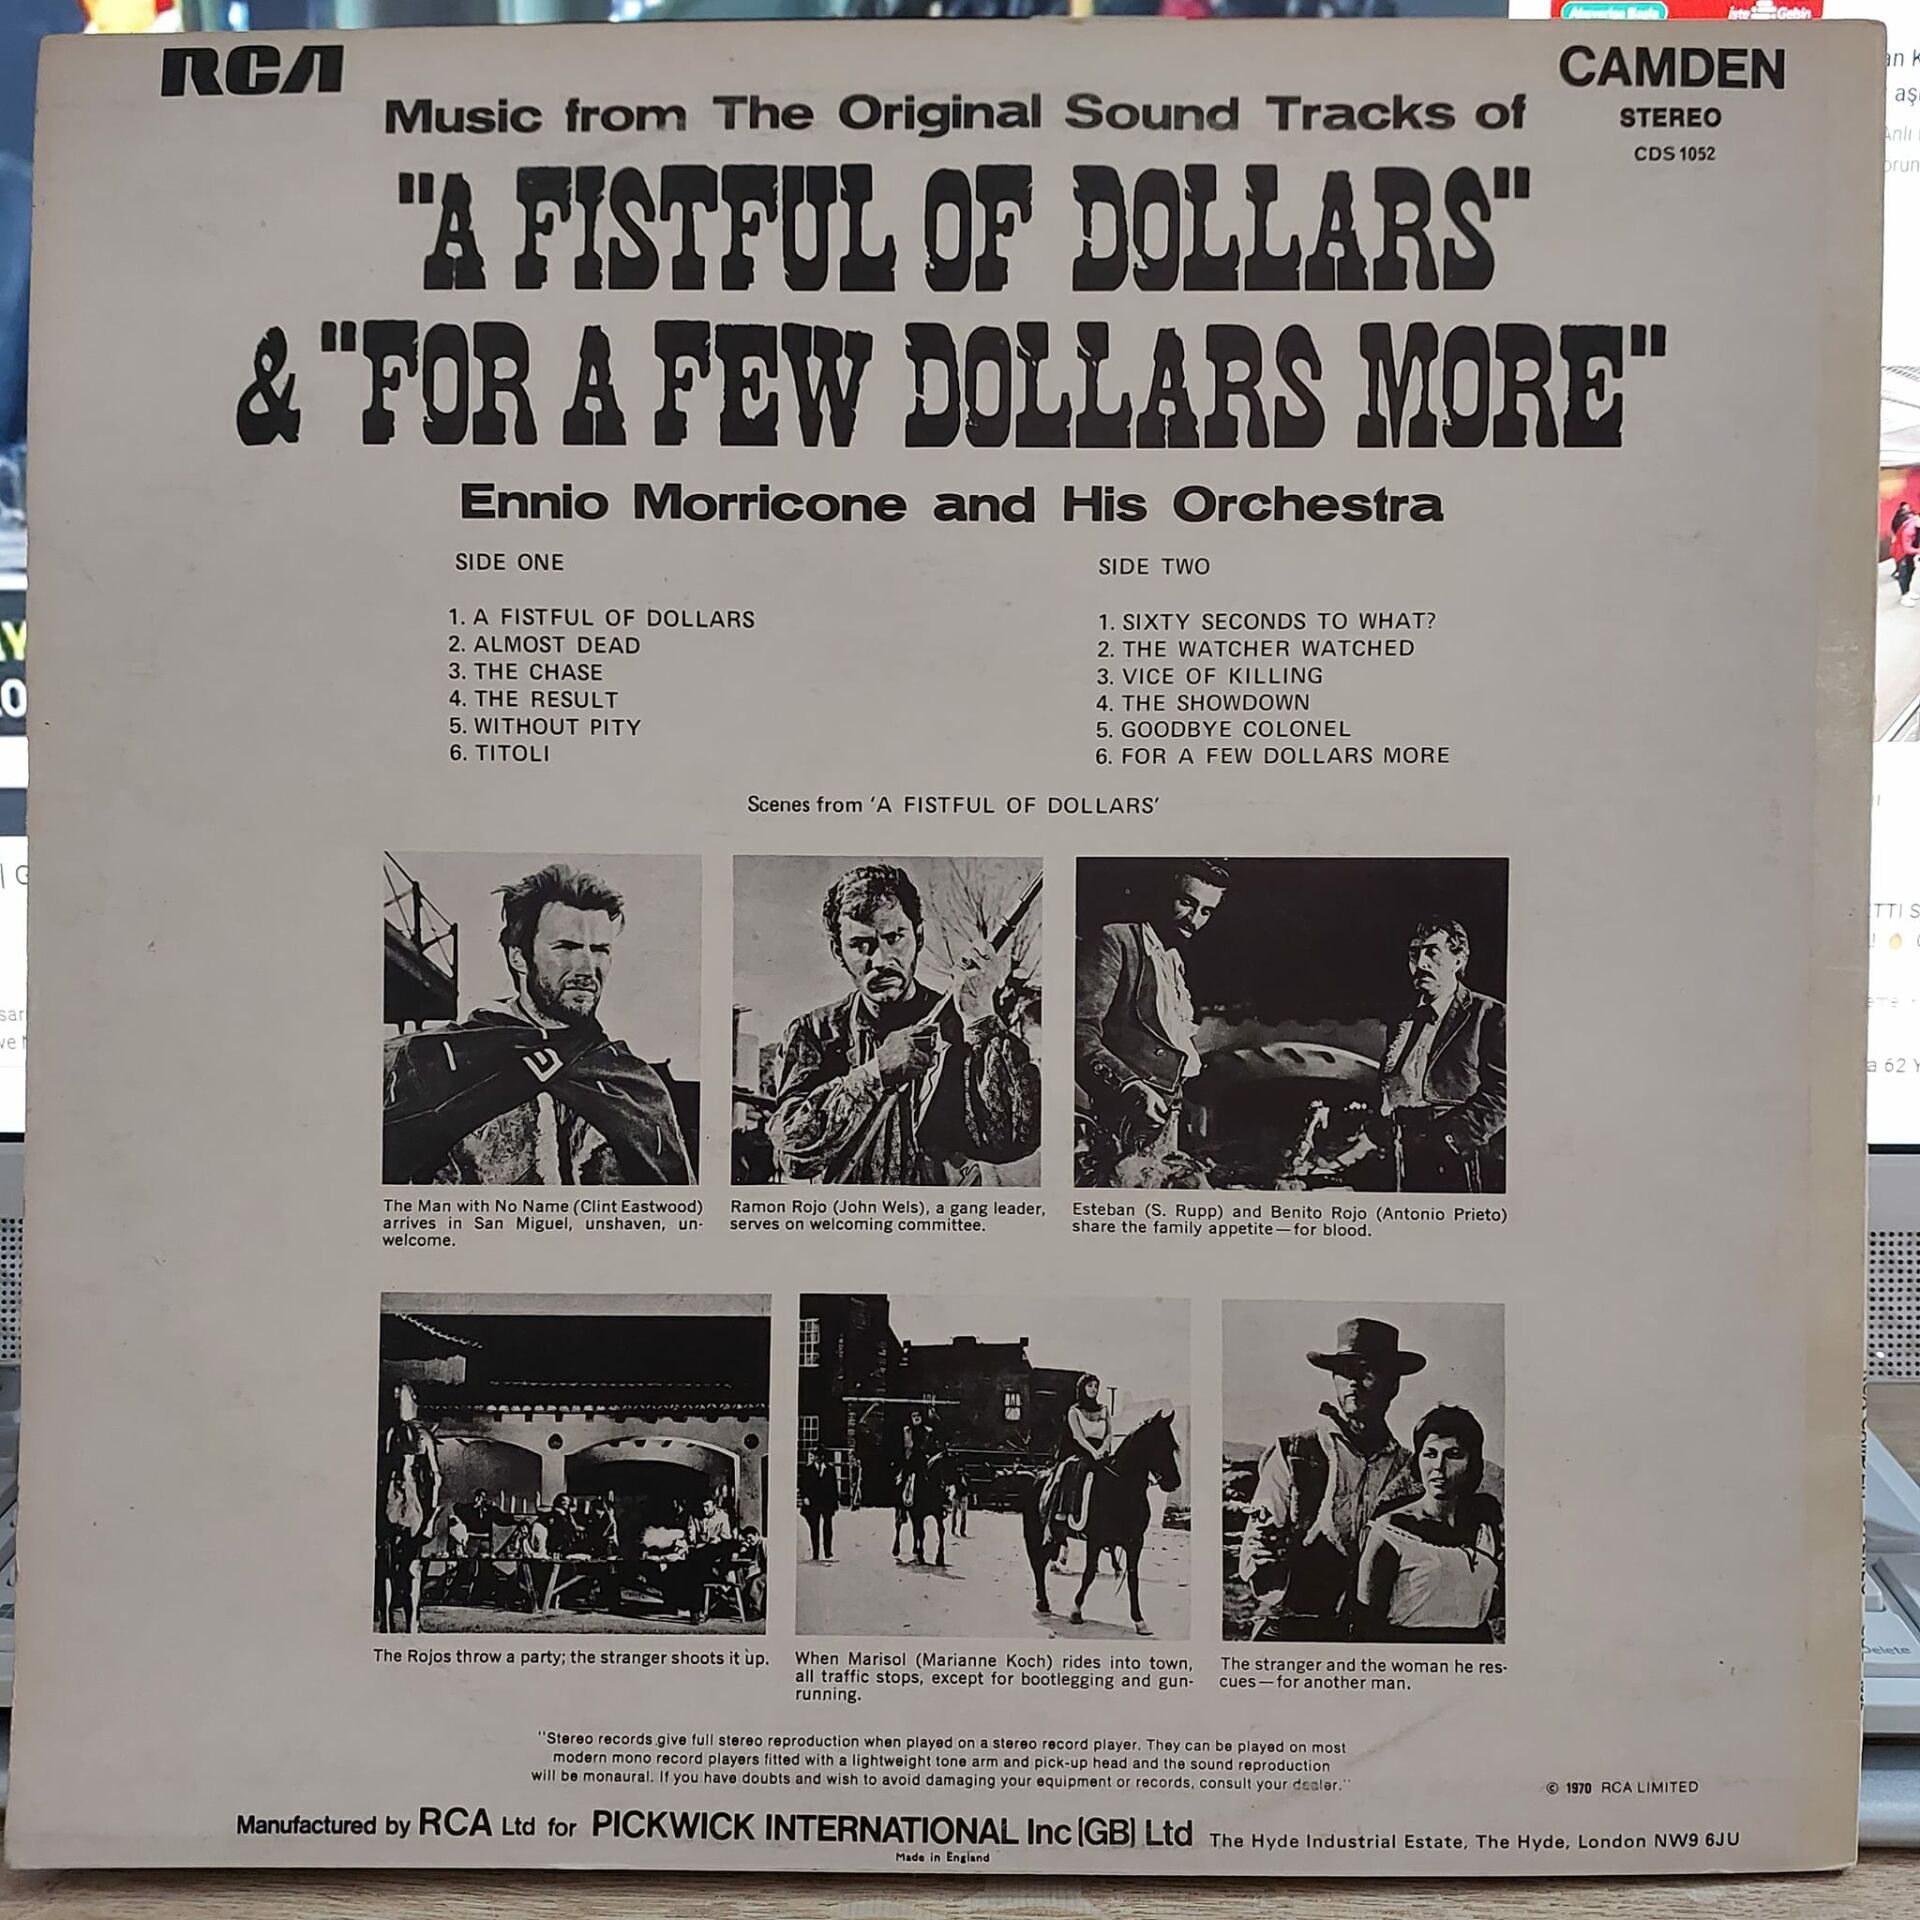 RCA
CAMDEN
STEREO
CDS 1052
Music from The Original Sound Tracks of
"A FISTFUL OF DOLLARS"
& "FOR A FEW DOLLARS MORE"
Ennio Morricone and His Orchestra
SIDE ONE
1. A FISTFUL OF DOLLARS
2. ALMOST DEAD
3. THE CHASE
4. THE RESULT
5. WITHOUT PITY
6. TITOLI
SIDE TWO
1. SIXTY SECONDS TO WHAT?
2. THE WATCHER WATCHED
3. VICE OF KILLING
4. THE SHOWDOWN
5. GOODBYE COLONEL
6. FOR A FEW DOLLARS MORE
Scenes from 'A FISTFUL OF DOLLARS'
The Man with No Name (Clint Eastwood)
arrives in San Miguel, unshaven, un-
welcome.
Ramon Rojo (John Wels), a gang leader,
serves on welcoming committee.
Esteban (S. Rupp) and Benito Rojo (Antonio Prieto)
share the family appetite—for blood.
The Rojos throw a party; the stranger shoots it up.
When Marisol (Marianne Koch) rides into town,
all traffic stops, except for bootlegging and gun-
running.
The stranger and the woman he res-
cues—for another man.
"Stereo records give full stereo reproduction when played on a stereo record player. They can be played on most
modern mono record players fitted with a lightweight tone arm and pick-up head and the sound reproduction
will be monaural. If you have doubts and wish to avoid damaging your equipment or records, consult your dealer."
© 1970 RCA LIMITED
Manufactured by RCA Ltd for PICKWICK INTERNATIONAL Inc (GB) Ltd The Hyde Industrial Estate, The Hyde, London NW9 6JU
Made in England
Delete